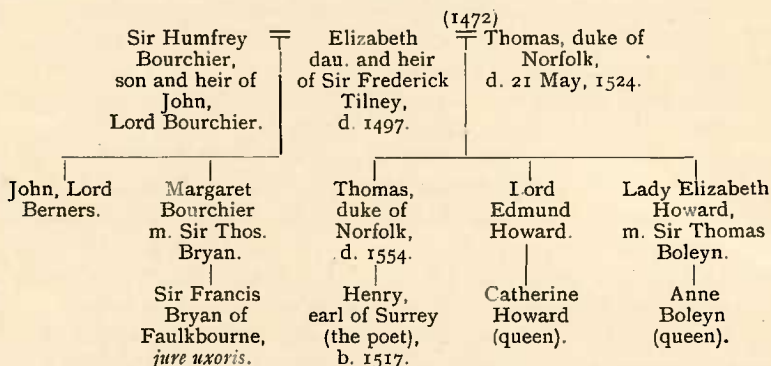 (1472)
Sir Humfrey
Bourchier,
son and heir of
John,
Lord Bourchier.
Elizabeth
dau. and heir
of Sir Frederick
Tilney,
d. 1497.
Thomas, duke of
Norfolk,
d. 21 May, 1524.
John, Lord
Berners.
Margaret
Bourchier
m. Sir Thos.
Bryan.
Thomas,
duke of
Norfolk,
d. 1554.
Lord
Edmund
Howard.
Lady Elizabeth
Howard,
m. Sir Thomas
Boleyn.
Sir Francis
Bryan of
Faulkbourne,
jure uxoris.
Henry,
earl of Surrey
(the poet),
b. 1517.
Catherine
Howard
(queen).
Anne
Boleyn
(queen).